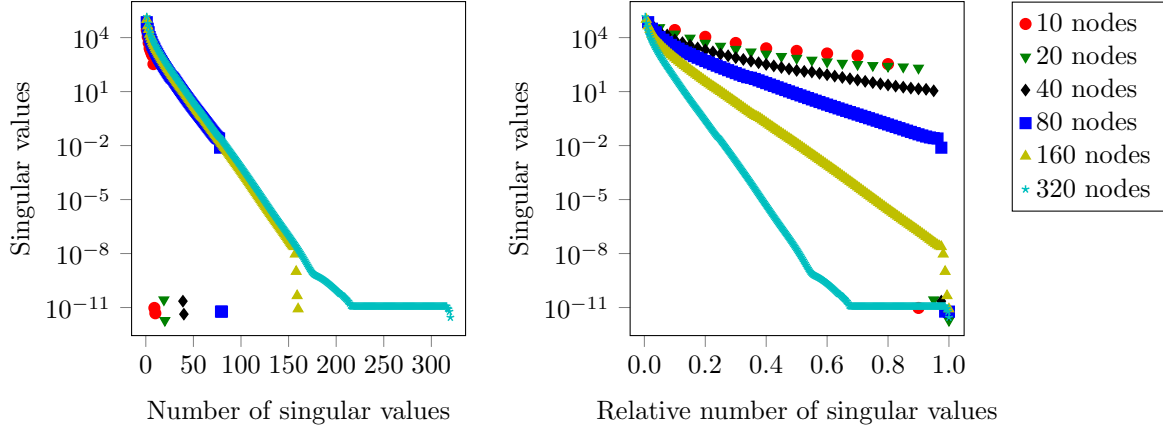 10^4
10^1
10^−2
10^−5
10^−8
10^−11
Singular values
0 50 100 150 200 250 300
Number of singular values
10^4
10^1
10^−2
10^−5
10^−8
10^−11
Singular values
0.0 0.2 0.4 0.6 0.8 1.0
Relative number of singular values
10 nodes
20 nodes
40 nodes
80 nodes
160 nodes
320 nodes